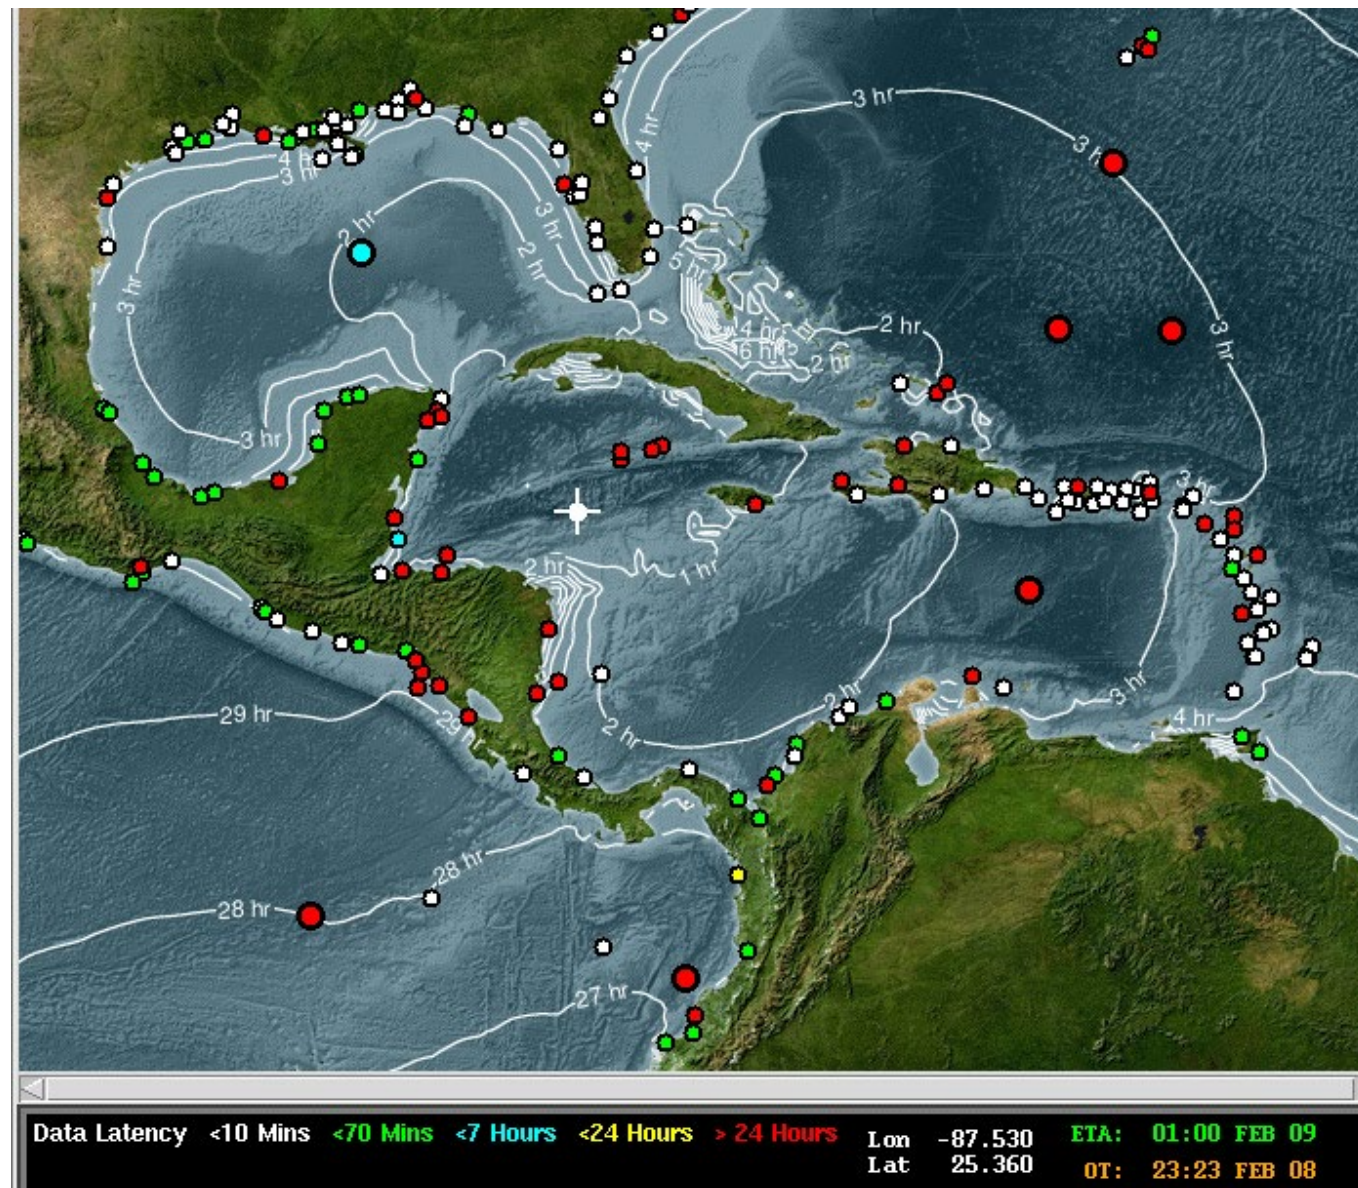 3 hr
4 hr
3 hr
4 hr
3 hr
2 hr
3 hr
2 hr
5 hr
3 hr
2 hr
3 hr
4 hr
6 hr
2 hr
3 hr
3 hr
2 hr
1 hr
2 hr
3 hr
29 hr
29 hr
2 hr
4 hr
28 hr
28 hr
27 hr
Data Latency <10 Mins <70 Mins <7 Hours <24 Hours > 24 Hours
Lon -87.530
Lat 25.360
ETA: 01:00 FEB 09
OT: 23:23 FEB 08